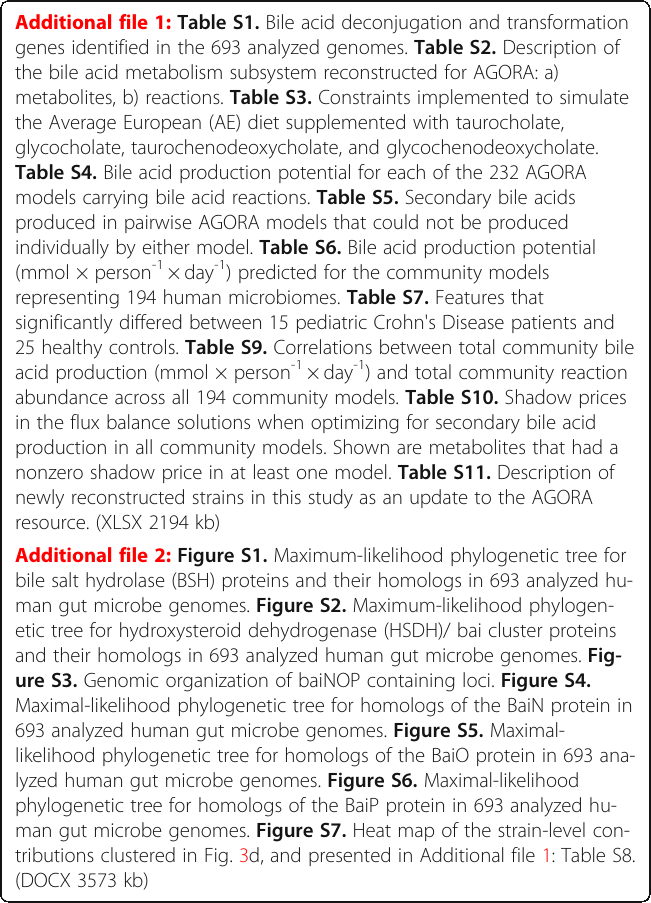 Additional file 1: Table S1. Bile acid deconjugation and transformation
genes identified in the 693 analyzed genomes. Table S2. Description of
the bile acid metabolism subsystem reconstructed for AGORA: a)
metabolites, b) reactions. Table S3. Constraints implemented to simulate
the Average European (AE) diet supplemented with taurocholate,
glycocholate, taurochenodeoxycholate, and glycochenodeoxycholate.
Table S4. Bile acid production potential for each of the 232 AGORA
models carrying bile acid reactions. Table S5. Secondary bile acids
produced in pairwise AGORA models that could not be produced
individually by either model. Table S6. Bile acid production potential
(mmol × person⁻¹ × day⁻¹) predicted for the community models
representing 194 human microbiomes. Table S7. Features that
significantly differed between 15 pediatric Crohn's Disease patients and
25 healthy controls. Table S9. Correlations between total community bile
acid production (mmol × person⁻¹ × day⁻¹) and total community reaction
abundance across all 194 community models. Table S10. Shadow prices
in the flux balance solutions when optimizing for secondary bile acid
production in all community models. Shown are metabolites that had a
nonzero shadow price in at least one model. Table S11. Description of
newly reconstructed strains in this study as an update to the AGORA
resource. (XLSX 2194 kb)
Additional file 2: Figure S1. Maximum-likelihood phylogenetic tree for
bile salt hydrolase (BSH) proteins and their homologs in 693 analyzed hu-
man gut microbe genomes. Figure S2. Maximum-likelihood phylogen-
etic tree for hydroxysteroid dehydrogenase (HSDH)/ bai cluster proteins
and their homologs in 693 analyzed human gut microbe genomes. Fig-
ure S3. Genomic organization of baiNOP containing loci. Figure S4.
Maximal-likelihood phylogenetic tree for homologs of the BaiN protein in
693 analyzed human gut microbe genomes. Figure S5. Maximal-
likelihood phylogenetic tree for homologs of the BaiO protein in 693 ana-
lyzed human gut microbe genomes. Figure S6. Maximal-likelihood
phylogenetic tree for homologs of the BaiP protein in 693 analyzed hu-
man gut microbe genomes. Figure S7. Heat map of the strain-level con-
tributions clustered in Fig. 3d, and presented in Additional file 1: Table S8.
(DOCX 3573 kb)